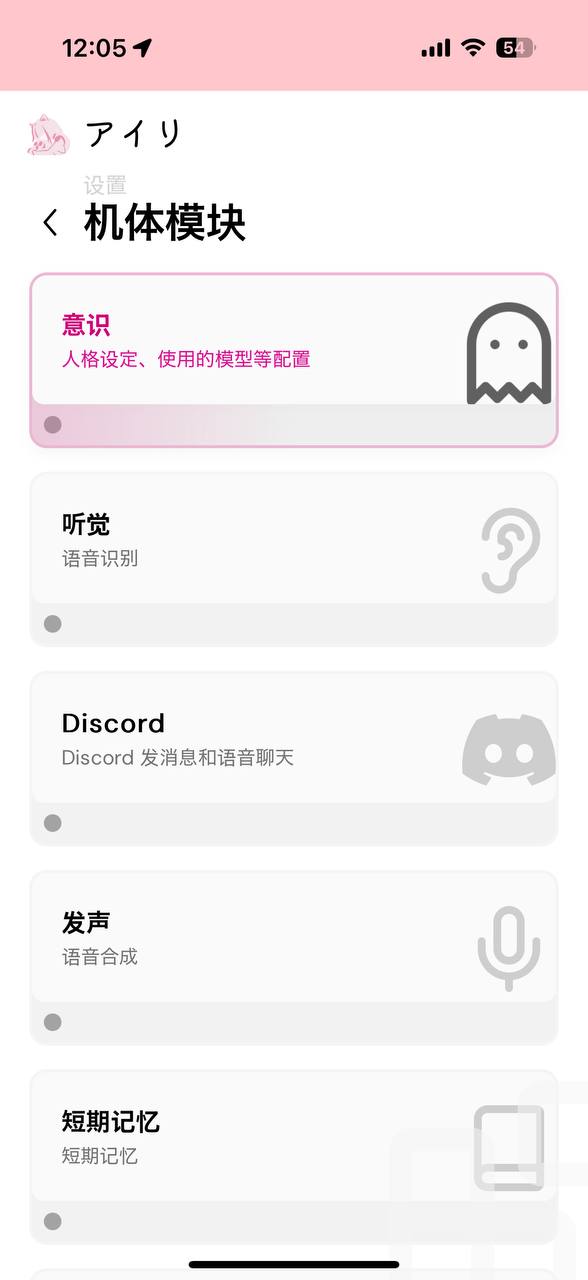 12:05
54
アイリ
设置
机体模块
意识
人格设定、使用的模型等配置
听觉
语音识别
Discord
Discord 发消息和语音聊天
发声
语音合成
短期记忆
短期记忆